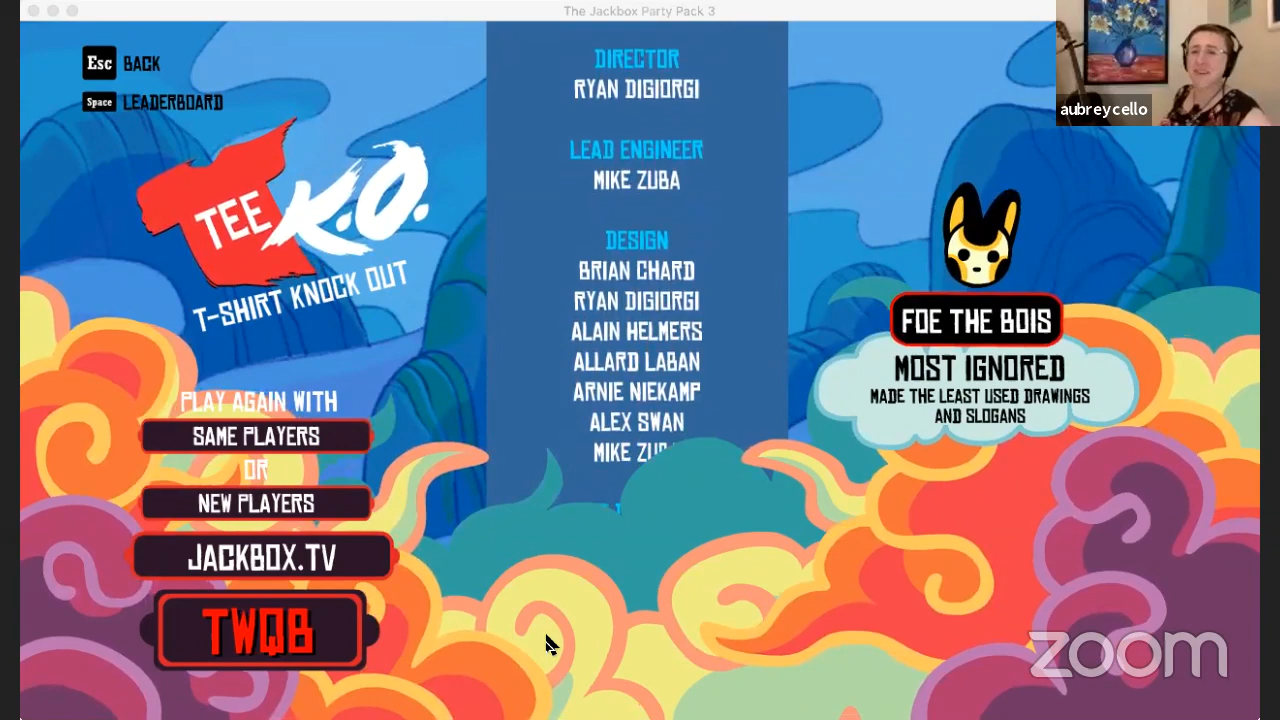 The Jackbox Party Pack 3
Esc BACK
Space LEADERBOARD
TEE K.O.
T-SHIRT KNOCK OUT
PLAY AGAIN WITH
SAME PLAYERS
OR
NEW PLAYERS
JACKBOX.TV
TWQB
DIRECTOR
RYAN DIGIORGI
LEAD ENGINEER
MIKE ZUBA
DESIGN
BRIAN CHARD
RYAN DIGIORGI
ALAIN HELMERS
ALLARD LABAN
ARNIE NIEKAMP
ALEX SWAN
MIKE
aubreycello
FOE THE BOIS
MOST IGNORED
MADE THE LEAST USED DRAWINGS
AND SLOGANS
zoom